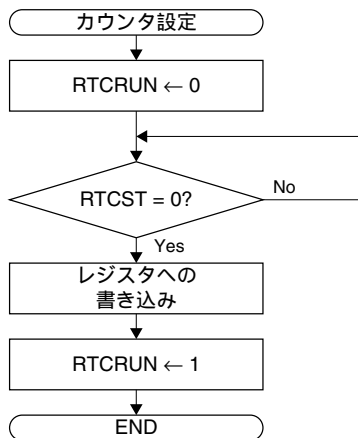 カウンタ設定
RTCRUN ← 0
RTCST = 0?
No
Yes
レジスタへの
書き込み
RTCRUN ← 1
END